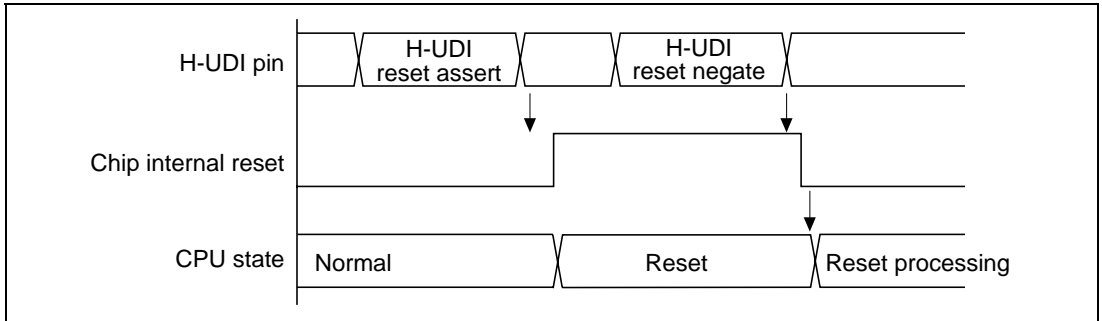 H-UDI pin
H-UDI
reset assert
H-UDI
reset negate
Chip internal reset
CPU state
Normal
Reset
Reset processing